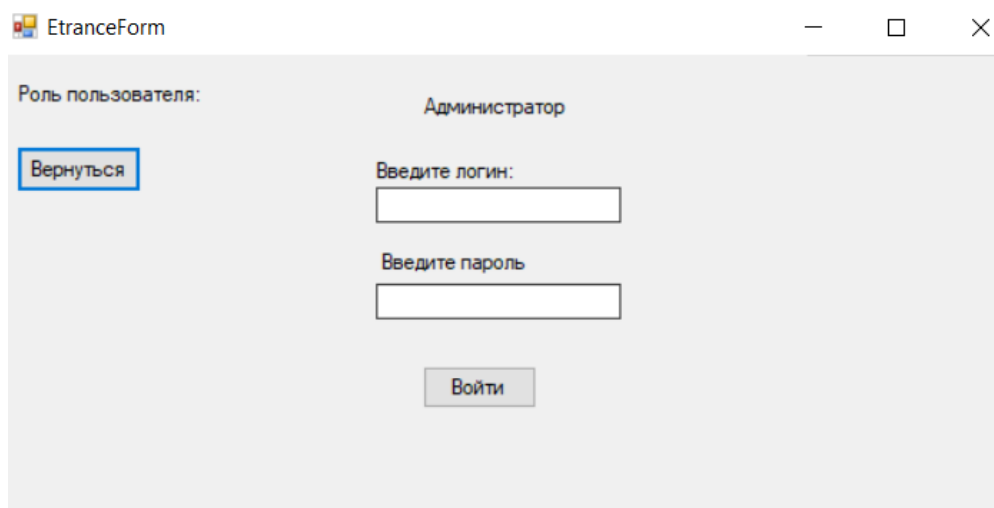 EtranceForm
Роль пользователя:
Администратор
Вернуться
Введите логин:
Введите пароль
Войти